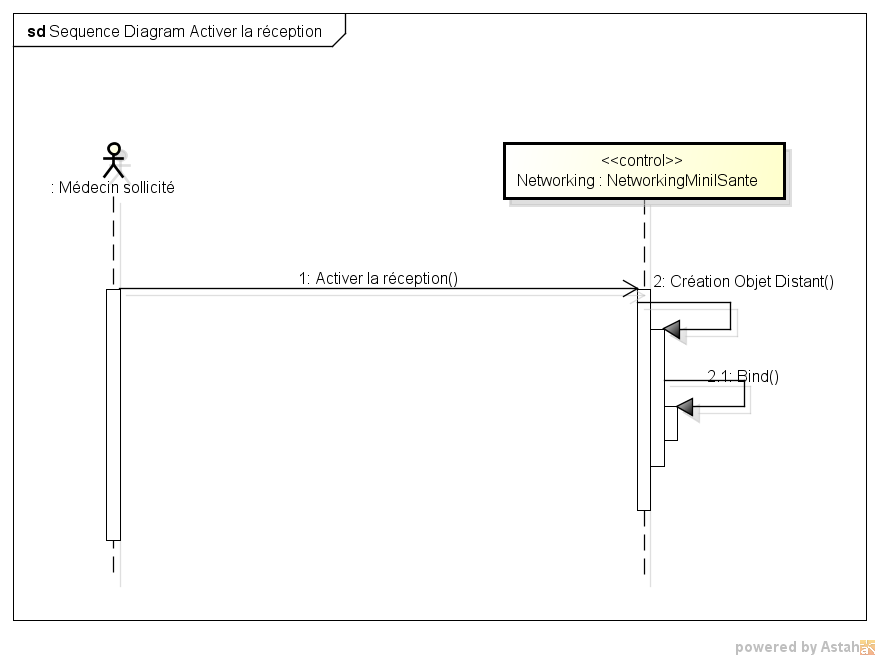 sd Sequence Diagram Activer la réception
<<control>>
Networking : NetworkingMinilSante
: Médecin sollicité
1: Activer la réception()
2: Création Objet Distant()
2.1: Bind()
powered by Astah